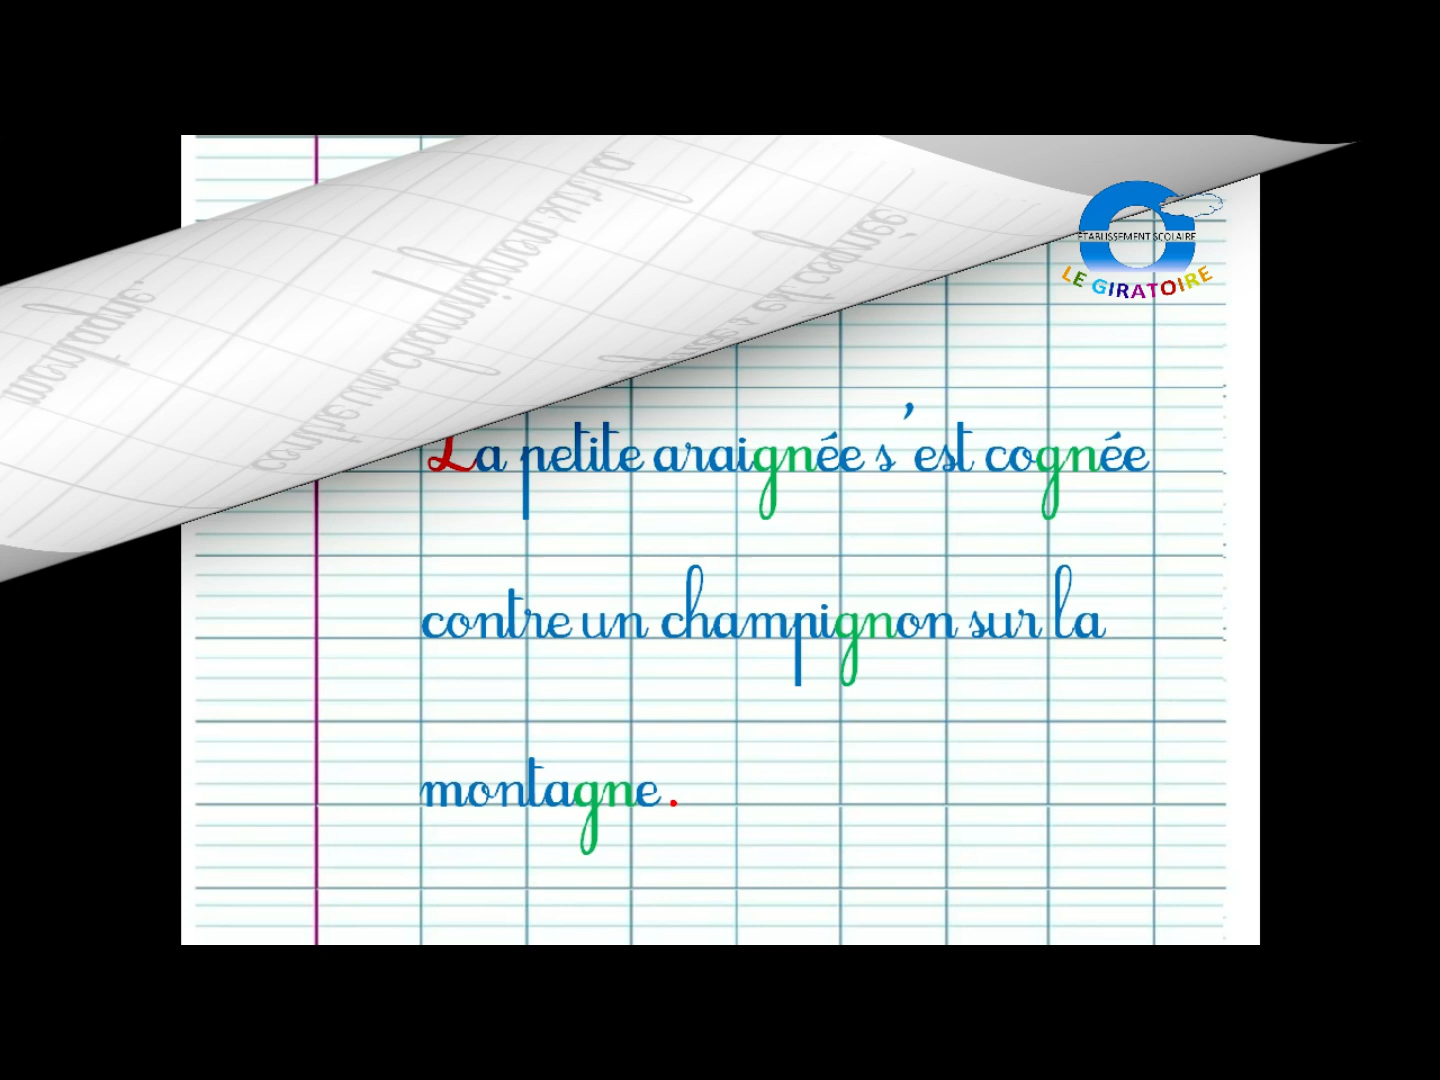 ÉTABLISSEMENT SCOLAIRE
LE GIRATOIRE
La petite araignée s'est cognée
contre un champignon sur la
montagne.